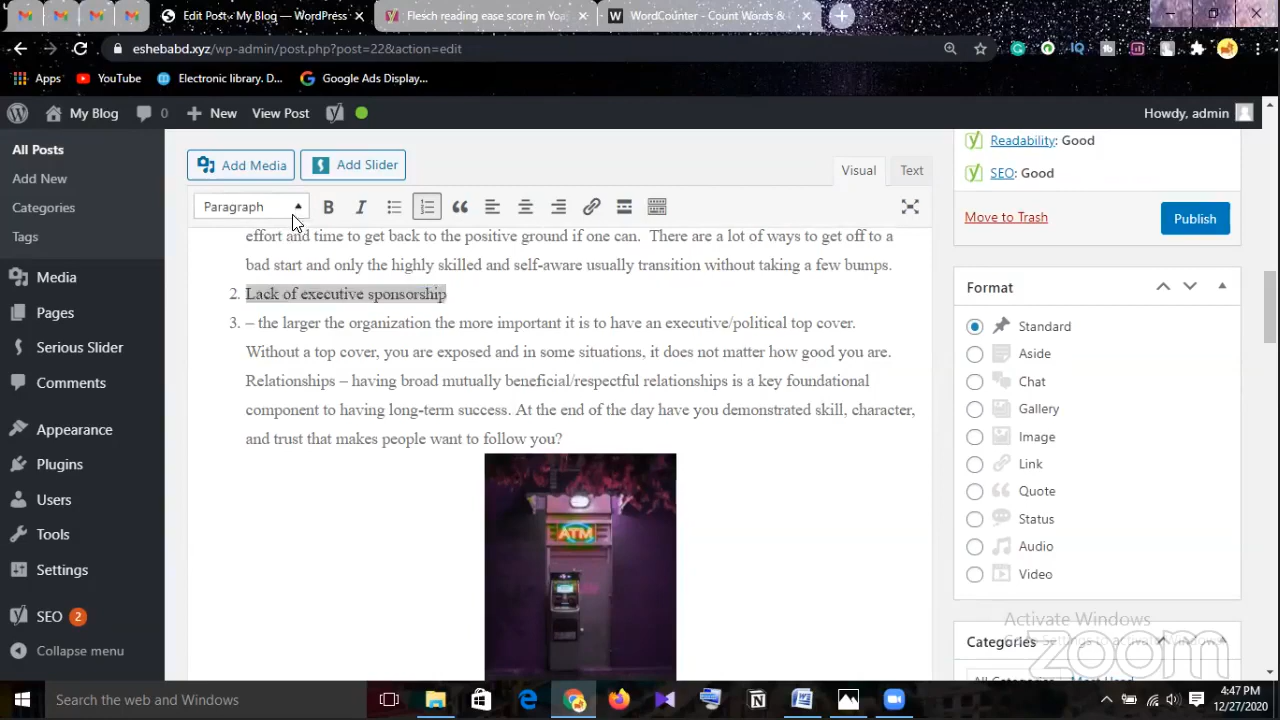 Edit Post ‹ My Blog — WordPress
Flesch reading ease score in Yoa
WordCounter - Count Words &
eshebabd.xyz/wp-admin/post.php?post=22&action=edit
Apps
YouTube
Electronic library. D...
Google Ads Display...
My Blog
0
New
View Post
Howdy, admin
All Posts
Add New
Categories
Tags
Media
Pages
Serious Slider
Comments
Appearance
Plugins
Users
Tools
Settings
SEO 2
Collapse menu
Add Media
Add Slider
Visual
Text
Paragraph
B
I
effort and time to get back to the positive ground if one can. There are a lot of ways to get off to a
bad start and only the highly skilled and self-aware usually transition without taking a few bumps.
2. Lack of executive sponsorship
3. – the larger the organization the more important it is to have an executive/political top cover.
Without a top cover, you are exposed and in some situations, it does not matter how good you are.
Relationships – having broad mutually beneficial/respectful relationships is a key foundational
component to having long-term success. At the end of the day have you demonstrated skill, character,
and trust that makes people want to follow you?
ATM
Readability: Good
SEO: Good
Move to Trash
Publish
Format
Standard
Aside
Chat
Gallery
Image
Link
Quote
Status
Audio
Video
Activate Windows
Categories
zoom
All Categories
Most Used
Search the web and Windows
4:47 PM
12/27/2020